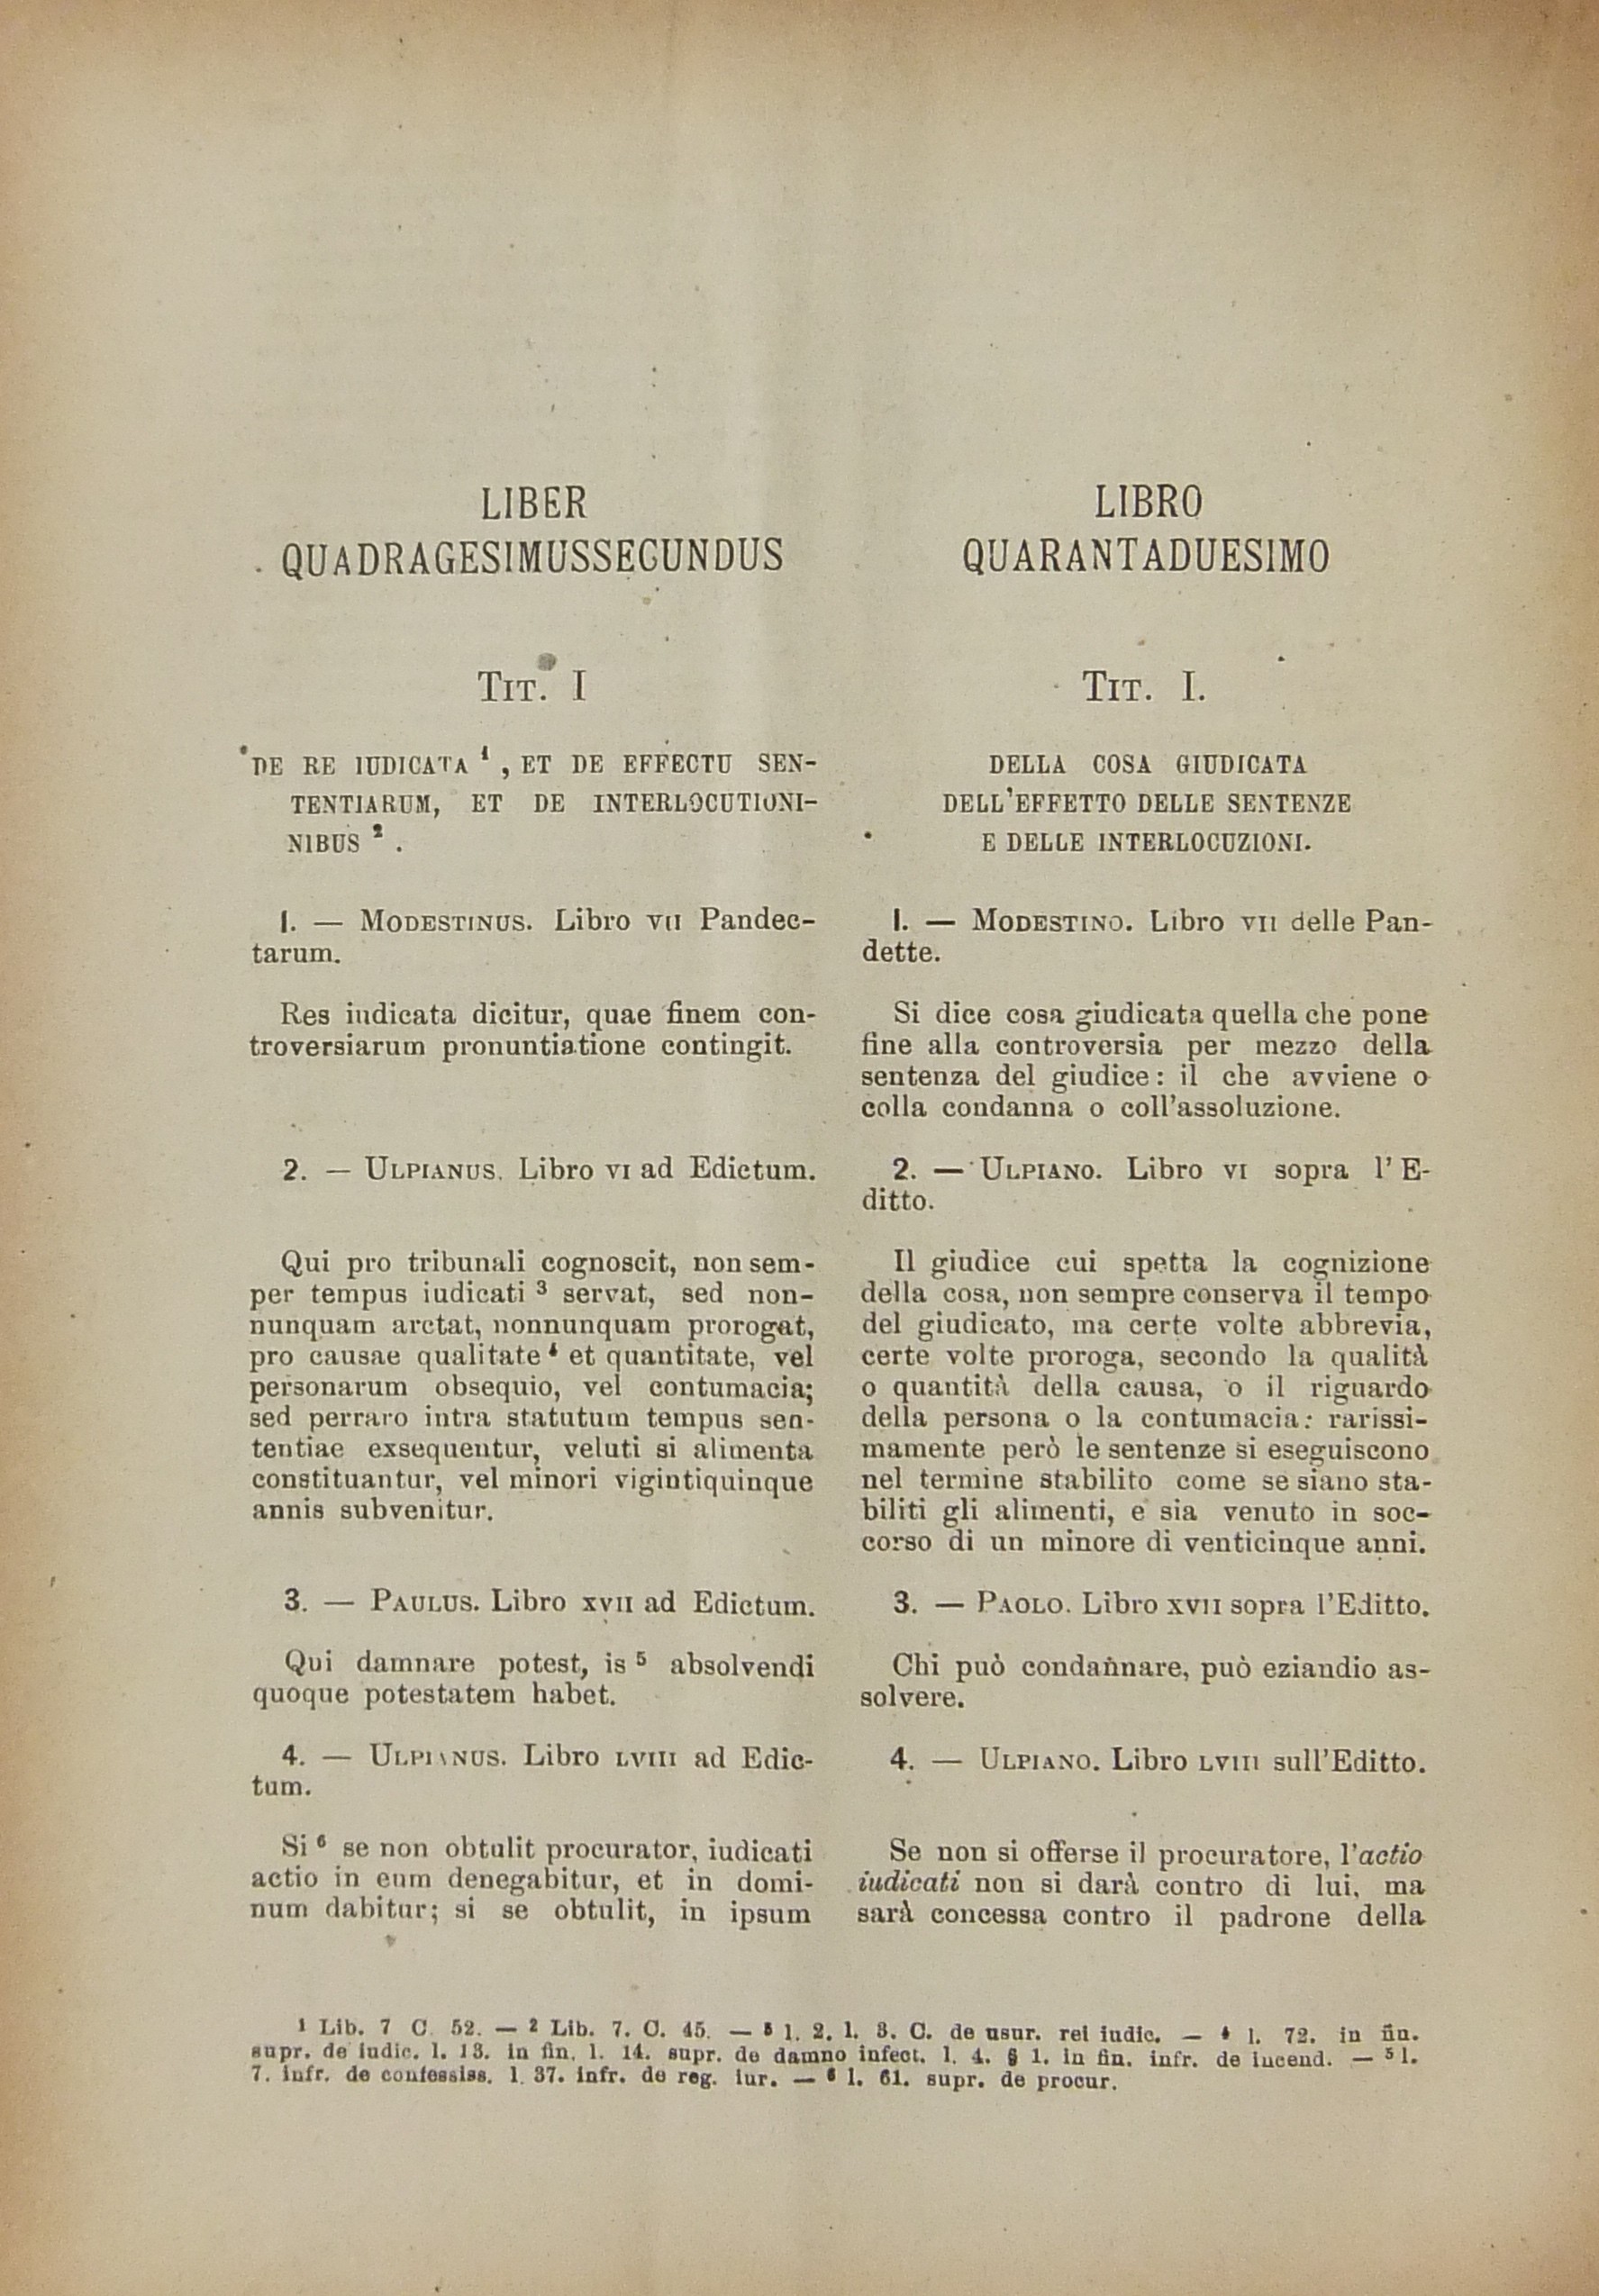 LIBER
QUADRAGESIMUSSECUNDUS
TIT. I
DE RE IUDICATA ¹, ET DE EFFECTU SEN-
TENTIARUM, ET DE INTERLOCUTIONI-
NIBUS ².
1. — MODESTINUS. Libro VII Pandec-
tarum.
Res iudicata dicitur, quae finem con-
troversiarum pronuntiatione contingit.
2. — ULPIANUS. Libro VI ad Edictum.
Qui pro tribunali cognoscit, non sem-
per tempus iudicati ³ servat, sed non-
nunquam arctat, nonnunquam prorogat,
pro causae qualitate ⁴ et quantitate, vel
personarum obsequio, vel contumacia;
sed perraro intra statutum tempus sen-
tentiae exsequentur, veluti si alimenta
constituantur, vel minori vigintiquinque
annis subvenitur.
3. — PAULUS. Libro XVII ad Edictum.
Qui damnare potest, is ⁵ absolvendi
quoque potestatem habet.
4. — ULPIANUS. Libro LVIII ad Edic-
tum.
Si ⁶ se non obtulit procurator, iudicati
actio in eum denegabitur, et in domi-
num dabitur; si se obtulit, in ipsum
LIBRO
QUARANTADUESIMO
TIT. I.
DELLA COSA GIUDICATA
DELL'EFFETTO DELLE SENTENZE
E DELLE INTERLOCUZIONI.
1. — MODESTINO. Libro VII delle Pan-
dette.
Si dice cosa giudicata quella che pone
fine alla controversia per mezzo della
sentenza del giudice: il che avviene o
colla condanna o coll'assoluzione.
2. — ULPIANO. Libro VI sopra l'E-
ditto.
Il giudice cui spetta la cognizione
della cosa, non sempre conserva il tempo
del giudicato, ma certe volte abbrevia,
certe volte proroga, secondo la qualità
o quantità della causa, o il riguardo
della persona o la contumacia: rarissi-
mamente però le sentenze si eseguiscono
nel termine stabilito come se siano sta-
biliti gli alimenti, e sia venuto in soc-
corso di un minore di venticinque anni.
3. — PAOLO. Libro XVII sopra l'Editto.
Chi può condannare, può eziandio as-
solvere.
4. — ULPIANO. Libro LVIII sull'Editto.
Se non si offerse il procuratore, l'actio
iudicati non si darà contro di lui, ma
sarà concessa contro il padrone della
¹ Lib. 7 C. 52. — ² Lib. 7. C. 45. — ³ l. 2. l. 3. C. de usur. rei iudic. — ⁴ l. 72. in fin.
supr. de iudic. l. 13. in fin. l. 14. supr. de damno infect. l. 4. § 1. in fin. infr. de incend. — ⁵ l.
7. infr. de confessiss. l. 37. infr. de reg. iur. — ⁶ l. 61. supr. de procur.